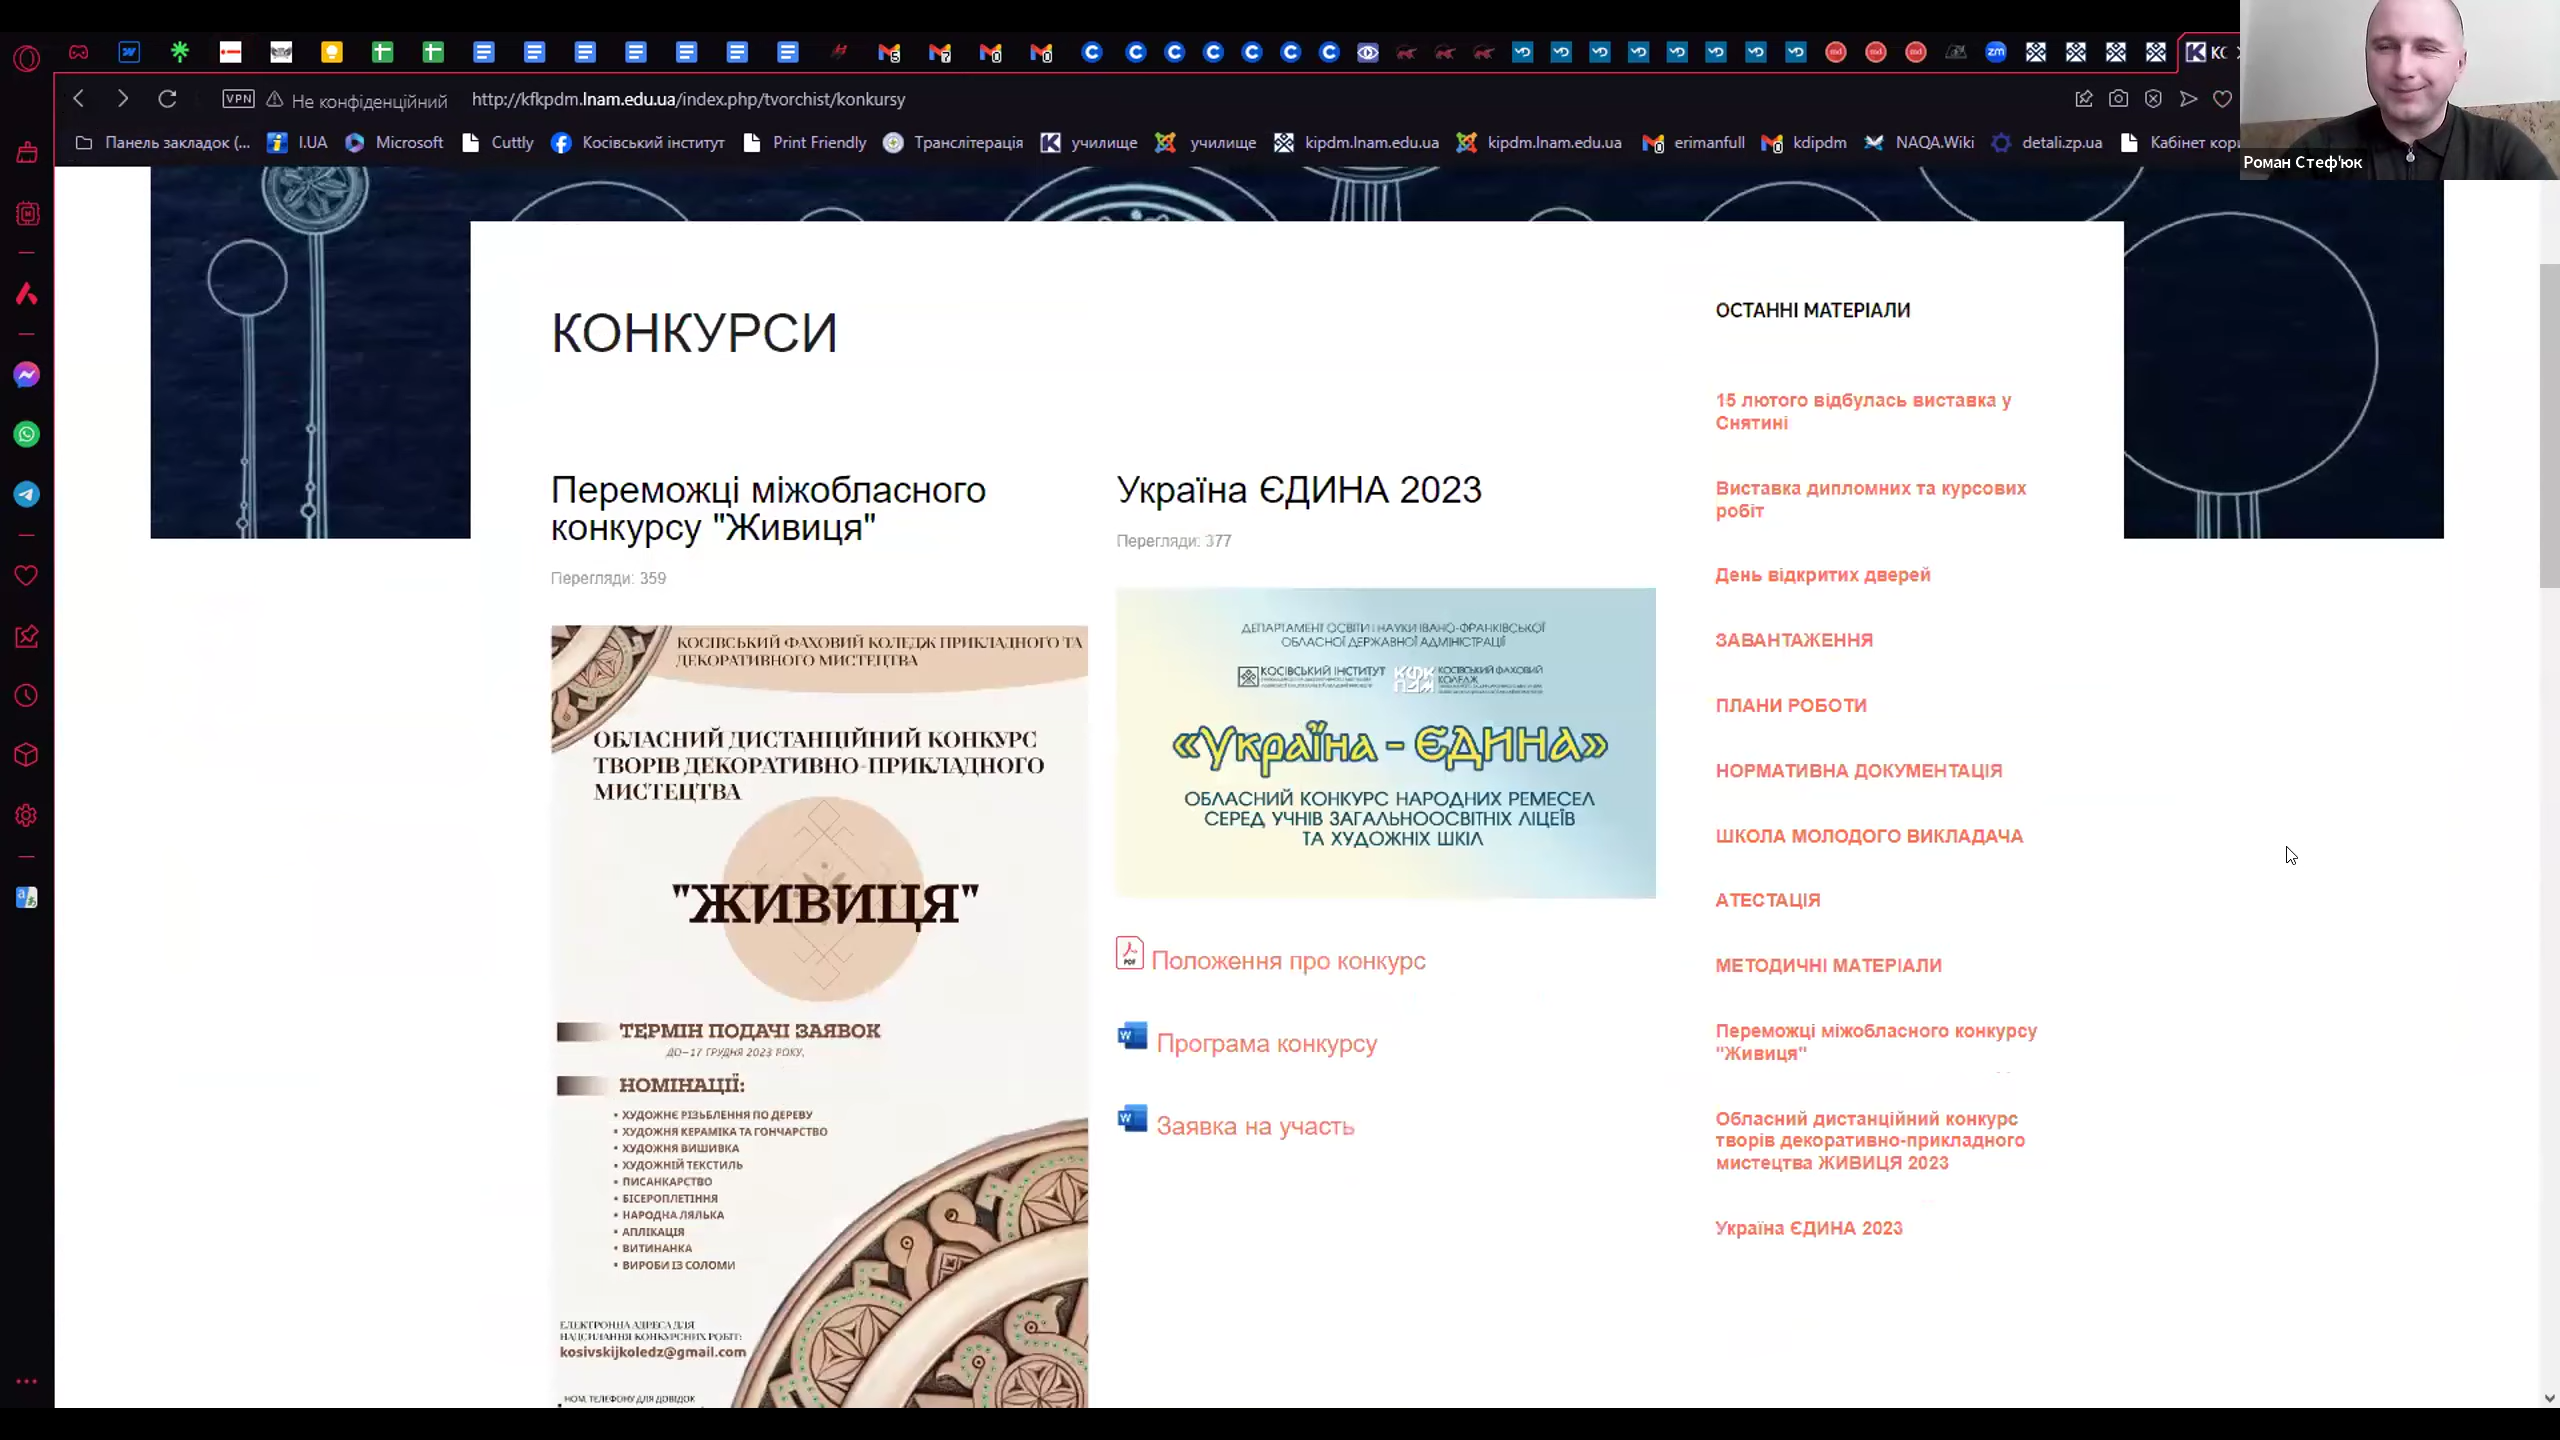 КС
Не конфіденційний
http://kfkpdm.lnam.edu.ua/index.php/tvorchist/konkursy
Роман Стеф'юк
Панель закладок (...
I.UA
Microsoft
Cuttly
Косівський інститут
Print Friendly
Транслітерація
училище
училище
kipdm.lnam.edu.ua
kipdm.lnam.edu.ua
erimanfull
kdipdm
NAQA.Wiki
detali.zp.ua
Кабінет кори
КОНКУРСИ
Переможці міжобласного
конкурсу "Живиця"
Перегляди: 359
КОСІВСЬКИЙ ФАХОВИЙ КОЛЕДЖ ПРИКЛАДНОГО ТА
ДЕКОРАТИВНОГО МИСТЕЦТВА
ОБЛАСНИЙ ДИСТАНЦІЙНИЙ КОНКУРС
ТВОРІВ ДЕКОРАТИВНО-ПРИКЛАДНОГО
МИСТЕЦТВА
"ЖИВИЦЯ"
ТЕРМІН ПОДАЧІ ЗАЯВОК
ДО–17 ГРУДНЯ 2023 РОКУ,
НОМІНАЦІЇ:
• ХУДОЖНЄ РІЗЬБЛЕННЯ ПО ДЕРЕВУ
• ХУДОЖНЯ КЕРАМІКА ТА ГОНЧАРСТВО
• ХУДОЖНЯ ВИШИВКА
• ХУДОЖНІЙ ТЕКСТИЛЬ
• ПИСАНКАРСТВО
• БІСЕРОПЛЕТІННЯ
• НАРОДНА ЛЯЛЬКА
• АПЛІКАЦІЯ
• ВИТИНАНКА
• ВИРОБИ ІЗ СОЛОМИ
ЕЛЕКТРОННА АДРЕСА ДЛЯ
НАДСИЛАННЯ КОНКУРСНИХ РОБІТ:
kosivskijkoledz@gmail.com
НОМ. ТЕЛЕФОНУ ДЛЯ ДОВІДОК
Україна ЄДИНА 2023
Перегляди: 377
ДЕПАРТАМЕНТ ОСВІТИ І НАУКИ ІВАНО-ФРАНКІВСЬКОЇ
ОБЛАСНОЇ ДЕРЖАВНОЇ АДМІНІСТРАЦІЇ
КОСІВСЬКИЙ ІНСТИТУТ
КОСІВСЬКИЙ ФАХОВИЙ
КОЛЕДЖ
«Україна - ЄДИНА»
ОБЛАСНИЙ КОНКУРС НАРОДНИХ РЕМЕСЕЛ
СЕРЕД УЧНІВ ЗАГАЛЬНООСВІТНІХ ЛІЦЕЇВ
ТА ХУДОЖНІХ ШКІЛ
Положення про конкурс
Програма конкурсу
Заявка на участь
ОСТАННІ МАТЕРІАЛИ
15 лютого відбулась виставка у
Снятині
Виставка дипломних та курсових
робіт
День відкритих дверей
ЗАВАНТАЖЕННЯ
ПЛАНИ РОБОТИ
НОРМАТИВНА ДОКУМЕНТАЦІЯ
ШКОЛА МОЛОДОГО ВИКЛАДАЧА
АТЕСТАЦІЯ
МЕТОДИЧНІ МАТЕРІАЛИ
Переможці міжобласного конкурсу
"Живиця"
Обласний дистанційний конкурс
творів декоративно-прикладного
мистецтва ЖИВИЦЯ 2023
Україна ЄДИНА 2023